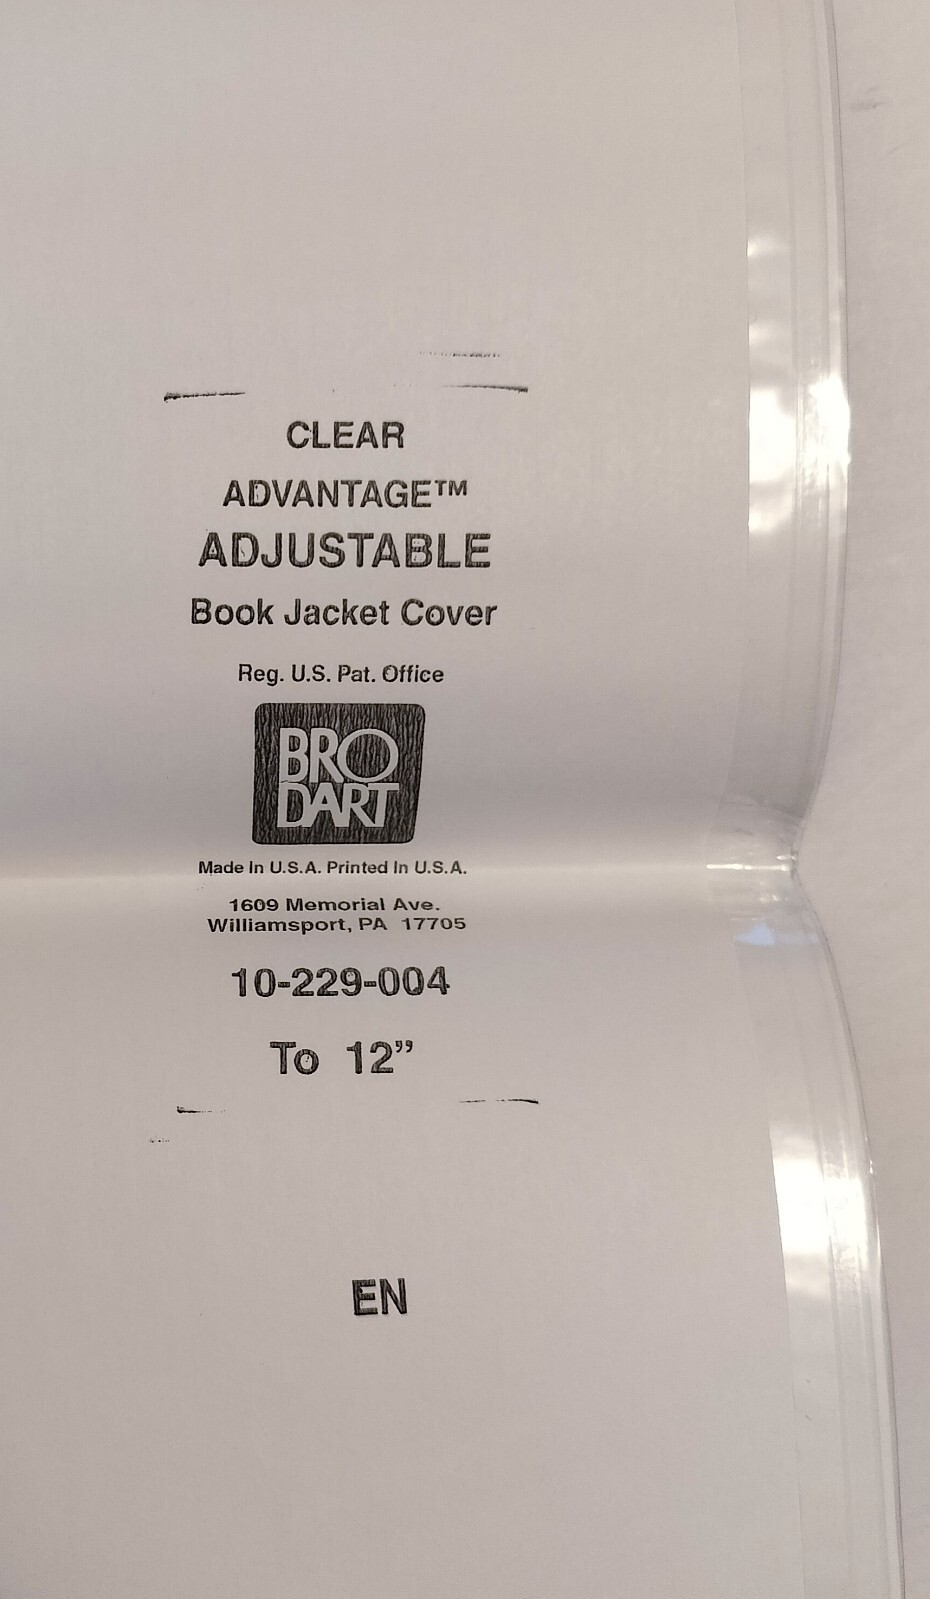 CLEAR
ADVANTAGE™
ADJUSTABLE
Book Jacket Cover
Reg. U.S. Pat. Office
BRO
DART
Made In U.S.A. Printed In U.S.A.
1609 Memorial Ave.
Williamsport, PA 17705
10-229-004
To 12”
EN